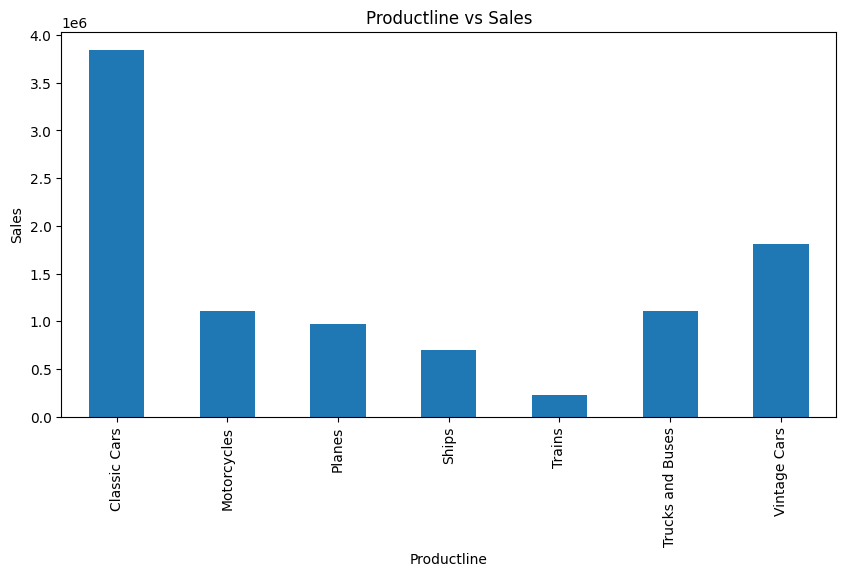 Productline vs Sales
1e6
4.0
3.5
3.0
2.5
2.0
1.5
1.0
0.5
0.0
Sales
Classic Cars
Motorcycles
Planes
Ships
Trains
Trucks and Buses
Vintage Cars
Productline